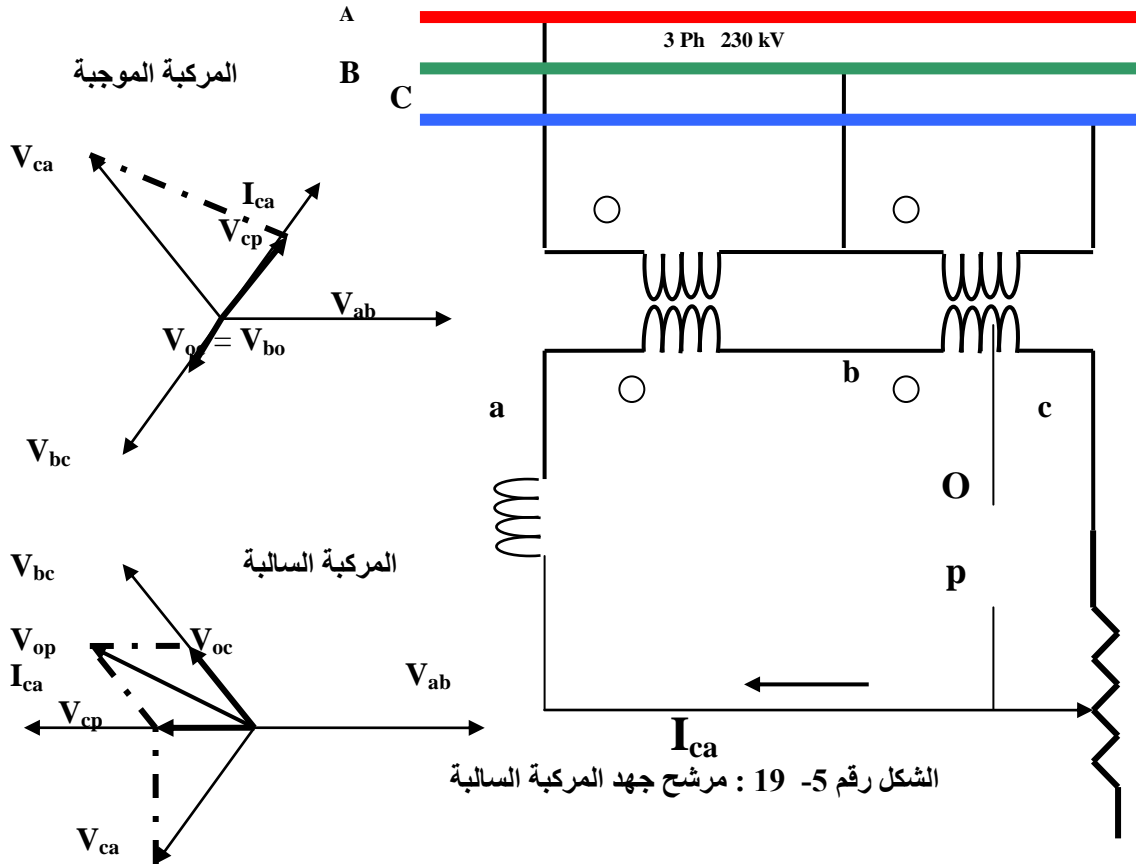 A
3 Ph 230 kV
B
C
المركبة الموجبة
Vca
Ica
Vcp
Vab
Voc = Vbo
Vbc
a
b
c
O
p
Ica
المركبة السالبة
Vbc
Vop
Voc
Ica
Vab
Vcp
Vca
الشكل رقم 5- 19 : مرشح جهد المركبة السالبة